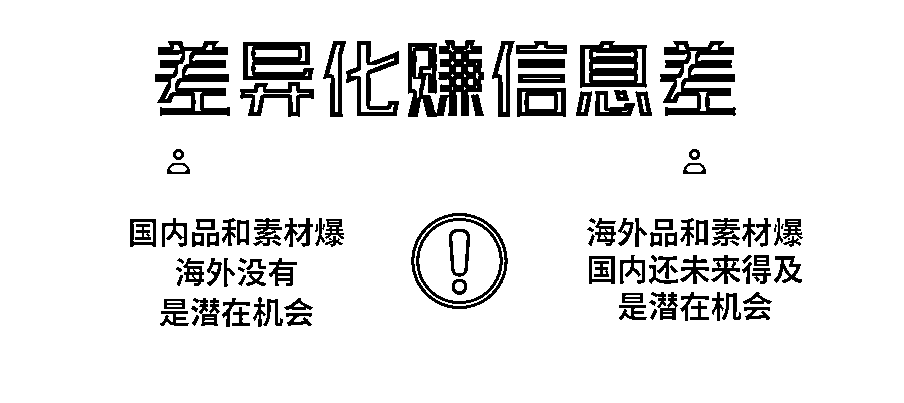 差异化赚信息差
国内品和素材爆
海外没有
是潜在机会
海外品和素材爆
国内还未来得及
是潜在机会